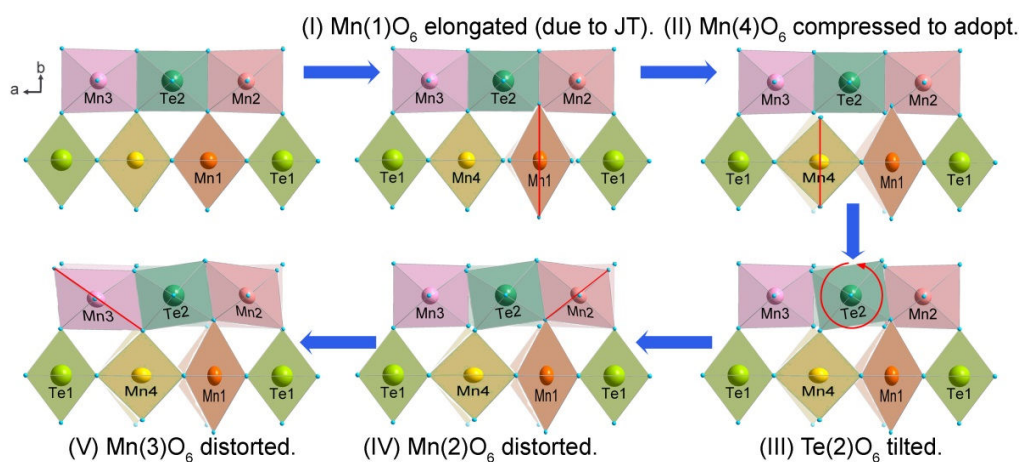 (I) Mn(1)O₆ elongated (due to JT).
(II) Mn(4)O₆ compressed to adopt.
b
a
Mn3 Te2 Mn2
Mn1 Te1
Mn3 Te2 Mn2
Te1 Mn4 Mn1 Te1
Mn3 Te2 Mn2
Te1 Mn4 Mn1 Te1
Mn3 Te2 Mn2
Te1 Mn4 Mn1 Te1
Mn3 Te2 Mn2
Te1 Mn4 Mn1 Te1
Mn3 Te2 Mn2
Te1 Mn4 Mn1 Te1
(V) Mn(3)O₆ distorted.
(IV) Mn(2)O₆ distorted.
(III) Te(2)O₆ tilted.